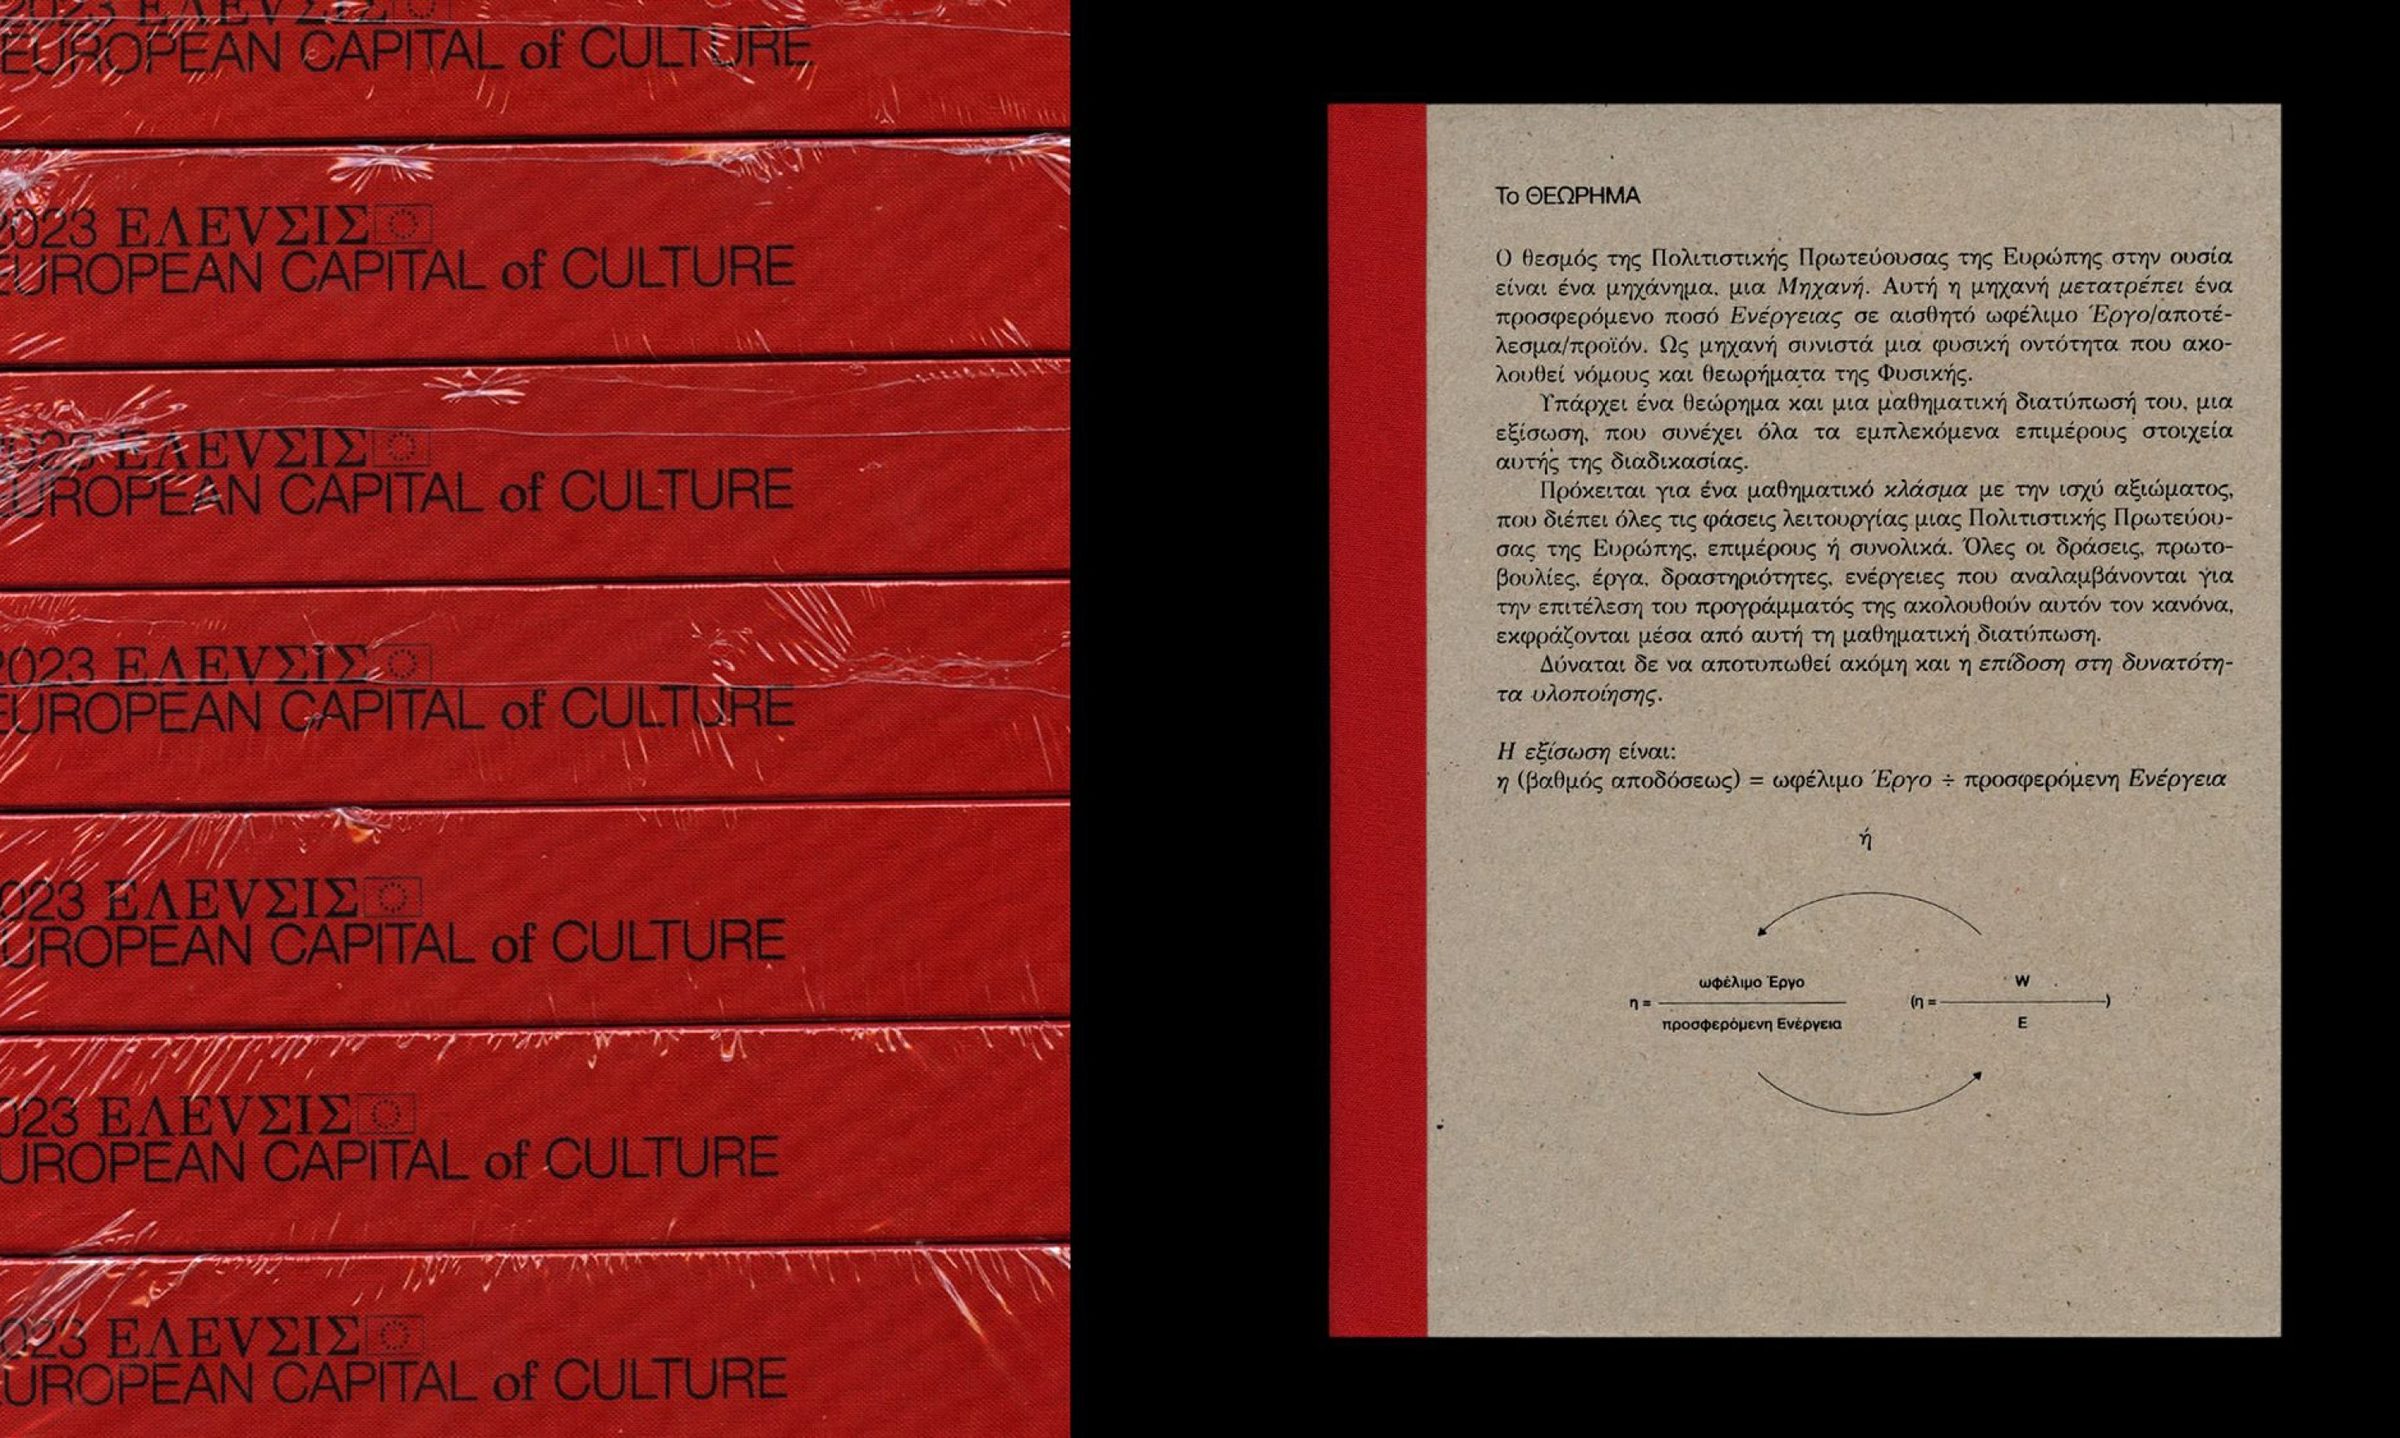 2023 ΕΛΕVΣΙΣ
EUROPEAN CAPITAL of CULTURE
2023 ΕΛΕVΣΙΣ
EUROPEAN CAPITAL of CULTURE
2023 ΕΛΕVΣΙΣ
EUROPEAN CAPITAL of CULTURE
2023 ΕΛΕVΣΙΣ
EUROPEAN CAPITAL of CULTURE
023 ΕΛΕVΣΙΣ
UROPEAN CAPITAL of CULTURE
023 ΕΛΕVΣΙΣ
UROPEAN CAPITAL of CULTURE
023 ΕΛΕVΣΙΣ
EUROPEAN CAPITAL of CULTURE
Το ΘΕΩΡΗΜΑ
Ο θεσμός της Πολιτιστικής Πρωτεύουσας της Ευρώπης στην ουσία
είναι ένα μηχάνημα, μια Μηχανή. Αυτή η μηχανή μετατρέπει ένα
προσφερόμενο ποσό Ενέργειας σε αισθητό ωφέλιμο Έργο/αποτέ-
λεσμα/προϊόν. Ως μηχανή συνιστά μια φυσική οντότητα που ακο-
λουθεί νόμους και θεωρήματα της Φυσικής.
Υπάρχει ένα θεώρημα και μια μαθηματική διατύπωσή του, μια
εξίσωση, που συνέχει όλα τα εμπλεκόμενα επιμέρους στοιχεία
αυτής της διαδικασίας.
Πρόκειται για ένα μαθηματικό κλάσμα με την ισχύ αξιώματος,
που διέπει όλες τις φάσεις λειτουργίας μιας Πολιτιστικής Πρωτεύου-
σας της Ευρώπης, επιμέρους ή συνολικά. Όλες οι δράσεις, πρωτο-
βουλίες, έργα, δραστηριότητες, ενέργειες που αναλαμβάνονται για
την επιτέλεση του προγράμματός της ακολουθούν αυτόν τον κανόνα,
εκφράζονται μέσα από αυτή τη μαθηματική διατύπωση.
Δύναται δε να αποτυπωθεί ακόμη και η επίδοση στη δυνατότη-
τα υλοποίησης.
Η εξίσωση είναι:
η (βαθμός αποδόσεως) = ωφέλιμο Έργο ÷ προσφερόμενη Ενέργεια
ή
ωφέλιμο Έργο
η =
προσφερόμενη Ενέργεια
W
(η = )
E